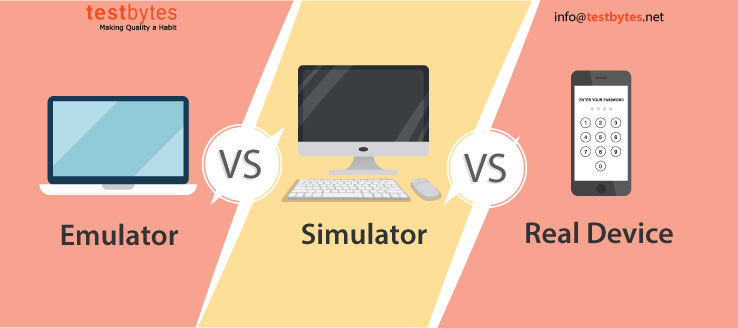 testbytes
Making Quality a Habit
info@testbytes.net
VS
VS
ENTER YOUR PASSWORD
1 2 3
4 5 6
7 8 9
0
Emulator
Simulator
Real Device